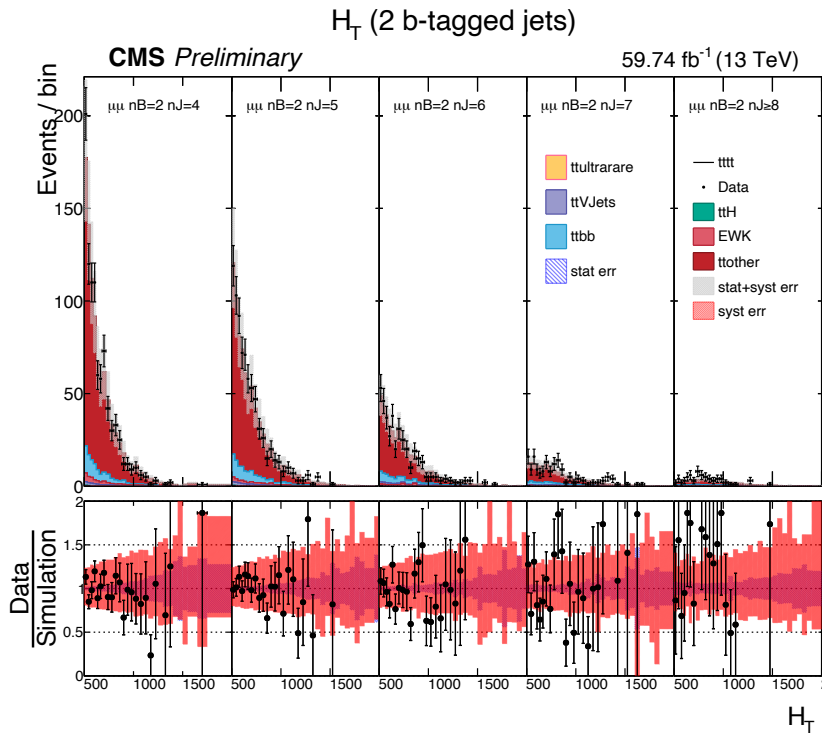 H_T (2 b-tagged jets)
CMS Preliminary 59.74 fb⁻¹ (13 TeV)
Events / bin
200
150
100
50
0
μμ nB=2 nJ=4 μμ nB=2 nJ=5 μμ nB=2 nJ=6 μμ nB=2 nJ=7 μμ nB=2 nJ≥8
ttultrarare
ttVJets
ttbb
stat err
tttt
Data
ttH
EWK
ttother
stat+syst err
syst err
Data
Simulation
2
1.5
1
0.5
0
500 1000 1500 500 1000 1500 500 1000 1500 500 1000 1500 500 1000 1500 2
H_T